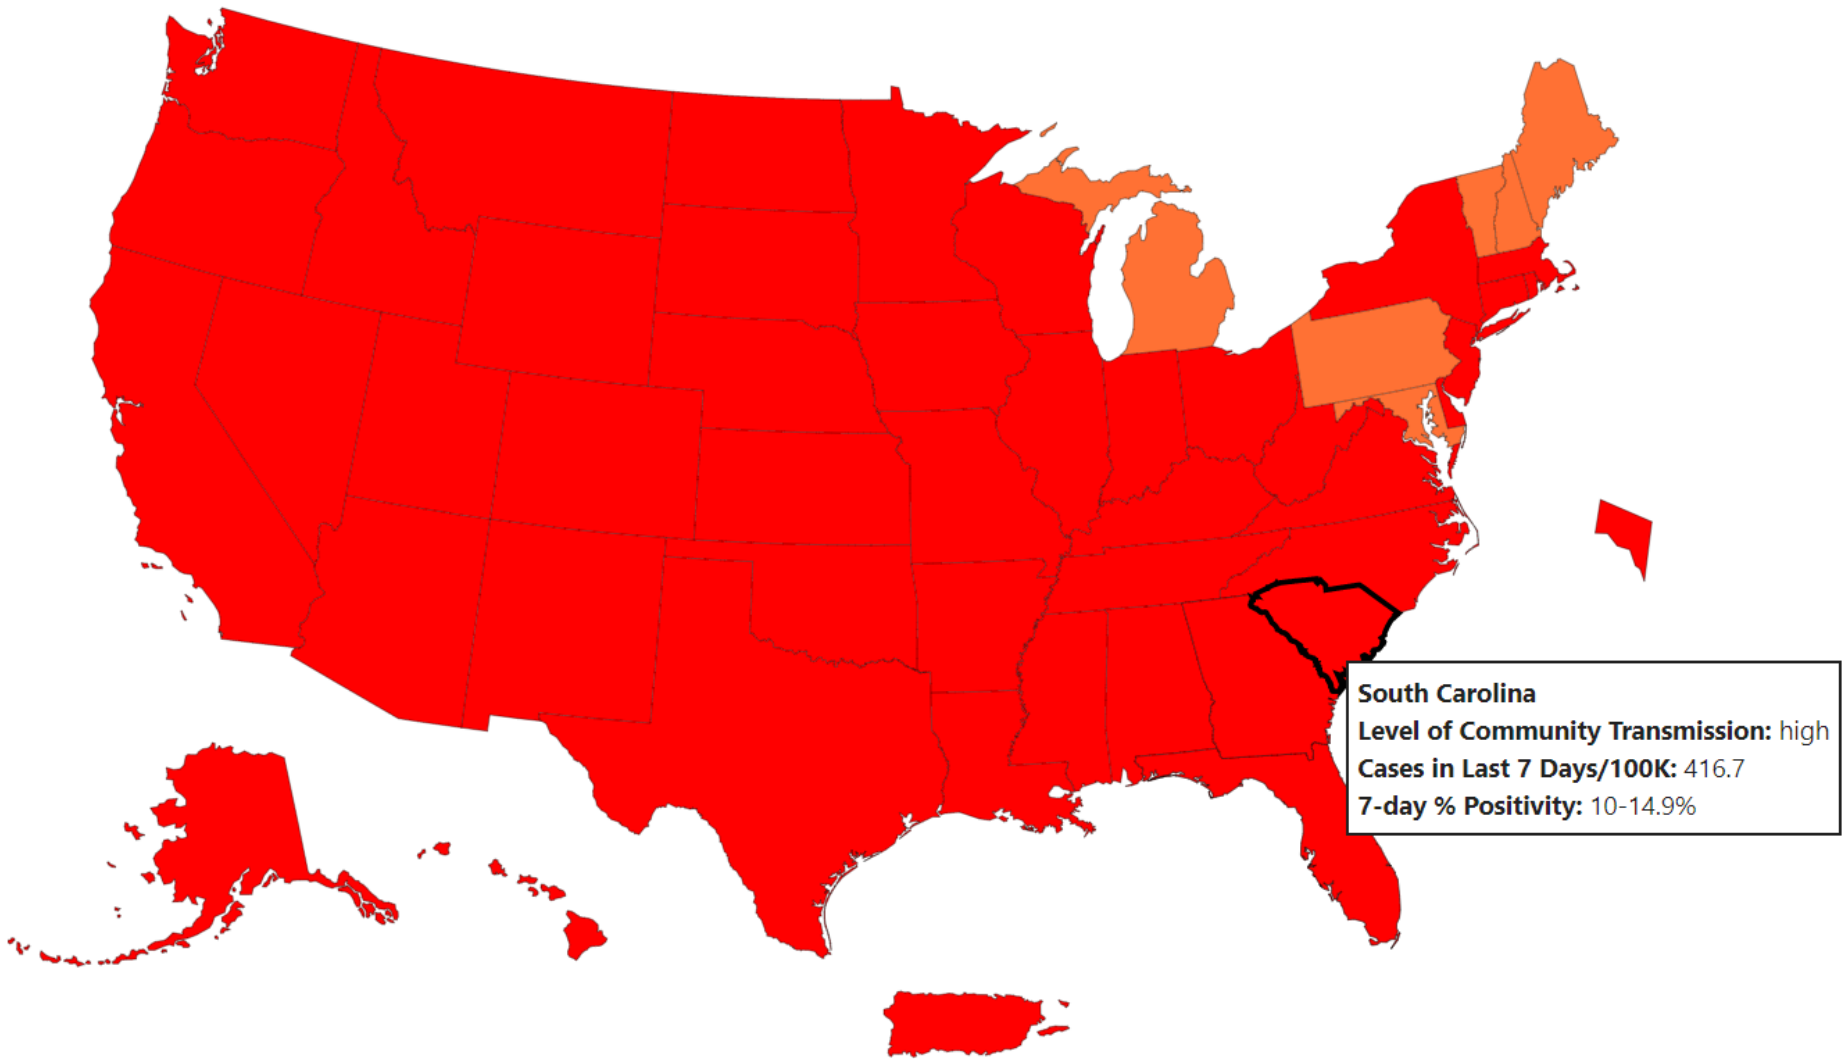 South Carolina
Level of Community Transmission: high
Cases in Last 7 Days/100K: 416.7
7-day % Positivity: 10-14.9%